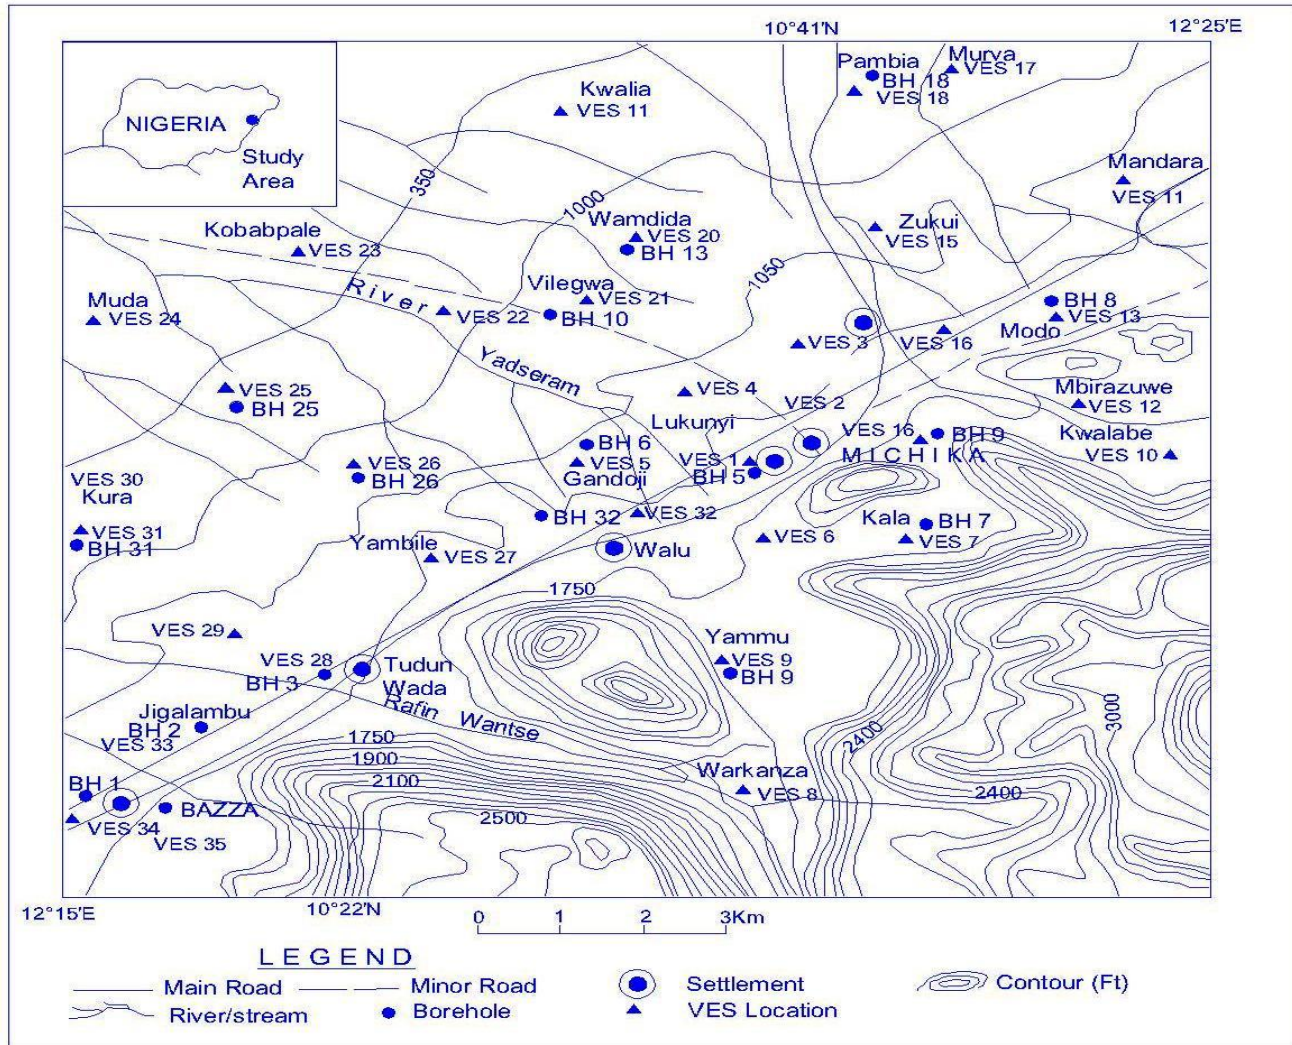 10°41'N
12°25'E
NIGERIA
Study
Area
Kwalia
VES 11
Pambia
BH 18
VES 18
Murva
VES 17
Mandara
VES 11
350
1000
Kobabpale
VES 23
Wamdida
VES 20
BH 13
Zukui
VES 15
1050
Muda
VES 24
River
VES 22
Vilegwa
VES 21
BH 10
BH 8
VES 13
Modo
VES 3
VES 16
Yadseram
VES 25
BH 25
VES 4
VES 2
Mbirazuwe
VES 12
Lukunyi
VES 16
BH 9
MICHIKA
Kwalabe
VES 10
BH 6
VES 5
Gandoji
VES 1
BH 5
VES 26
BH 26
VES 30
Kura
VES 31
BH 31
BH 32
VES 32
Kala
BH 7
VES 7
VES 6
Yambile
VES 27
Walu
1750
VES 29
VES 28
BH 3
Tudun
Wada
Yammu
VES 9
BH 9
Rafin Wantse
Jigalambu
BH 2
VES 33
1750
1900
2100
2500
2400
3000
2400
Warkanza
VES 8
BH 1
VES 34
BAZZA
VES 35
12°15'E
10°22'N
0 1 2 3Km
LEGEND
Main Road
Minor Road
Settlement
Contour (Ft)
River/stream
Borehole
VES Location